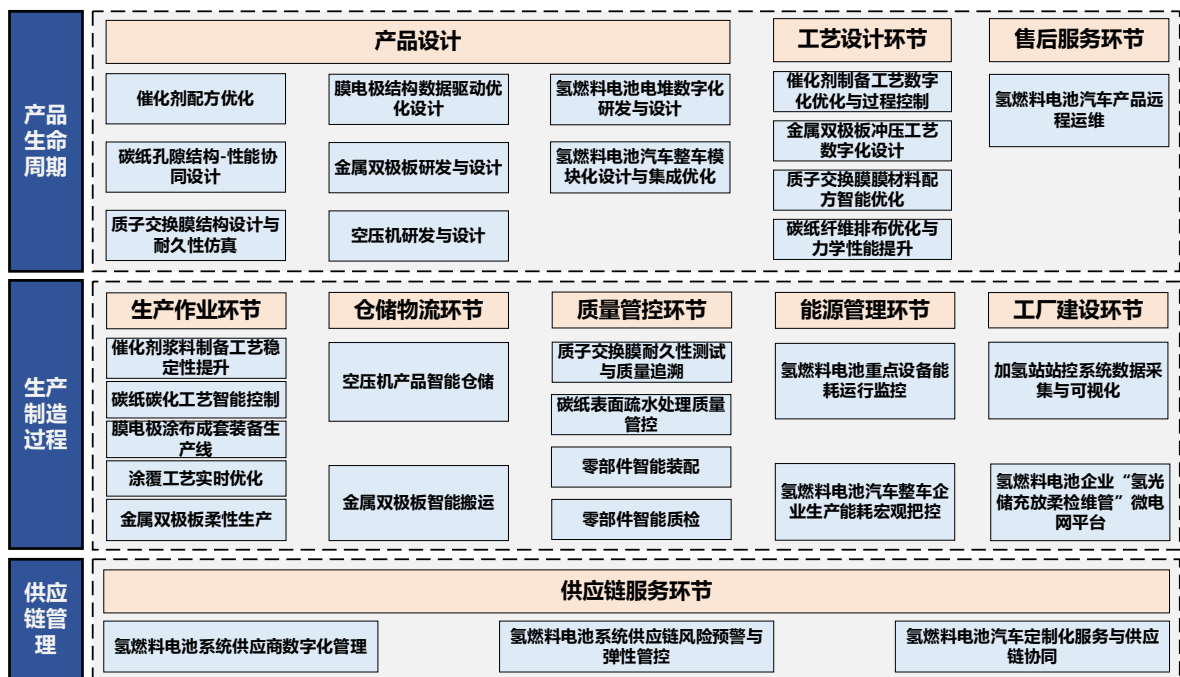 产品
生命
周期
产品设计
催化剂配方优化
碳纸孔隙结构-性能协
同设计
质子交换膜结构设计与
耐久性仿真
膜电极结构数据驱动优
化设计
金属双极板研发与设计
空压机研发与设计
氢燃料电池电堆数字化
研发与设计
氢燃料电池汽车整车模
块化设计与集成优化
工艺设计环节
催化剂制备工艺数字
化优化与过程控制
金属双极板冲压工艺
数字化设计
质子交换膜膜材料配
方智能优化
碳纸纤维排布优化与
力学性能提升
售后服务环节
氢燃料电池汽车产品远
程运维
生产
制造
过程
生产作业环节
催化剂浆料制备工艺稳
定性提升
碳纸碳化工艺智能控制
膜电极涂布成套装备生
产线
涂覆工艺实时优化
金属双极板柔性生产
仓储物流环节
空压机产品智能仓储
金属双极板智能搬运
质量管控环节
质子交换膜耐久性测试
与质量追溯
碳纸表面疏水处理质量
管控
零部件智能装配
零部件智能质检
能源管理环节
氢燃料电池重点设备能
耗运行监控
氢燃料电池汽车整车企
业生产能耗宏观把控
工厂建设环节
加氢站站控系统数据采
集与可视化
氢燃料电池企业“氢光
储充放柔检维管”微电
网平台
供应
链管
理
供应链服务环节
氢燃料电池系统供应商数字化管理
氢燃料电池系统供应链风险预警与
弹性管控
氢燃料电池汽车定制化服务与供应
链协同